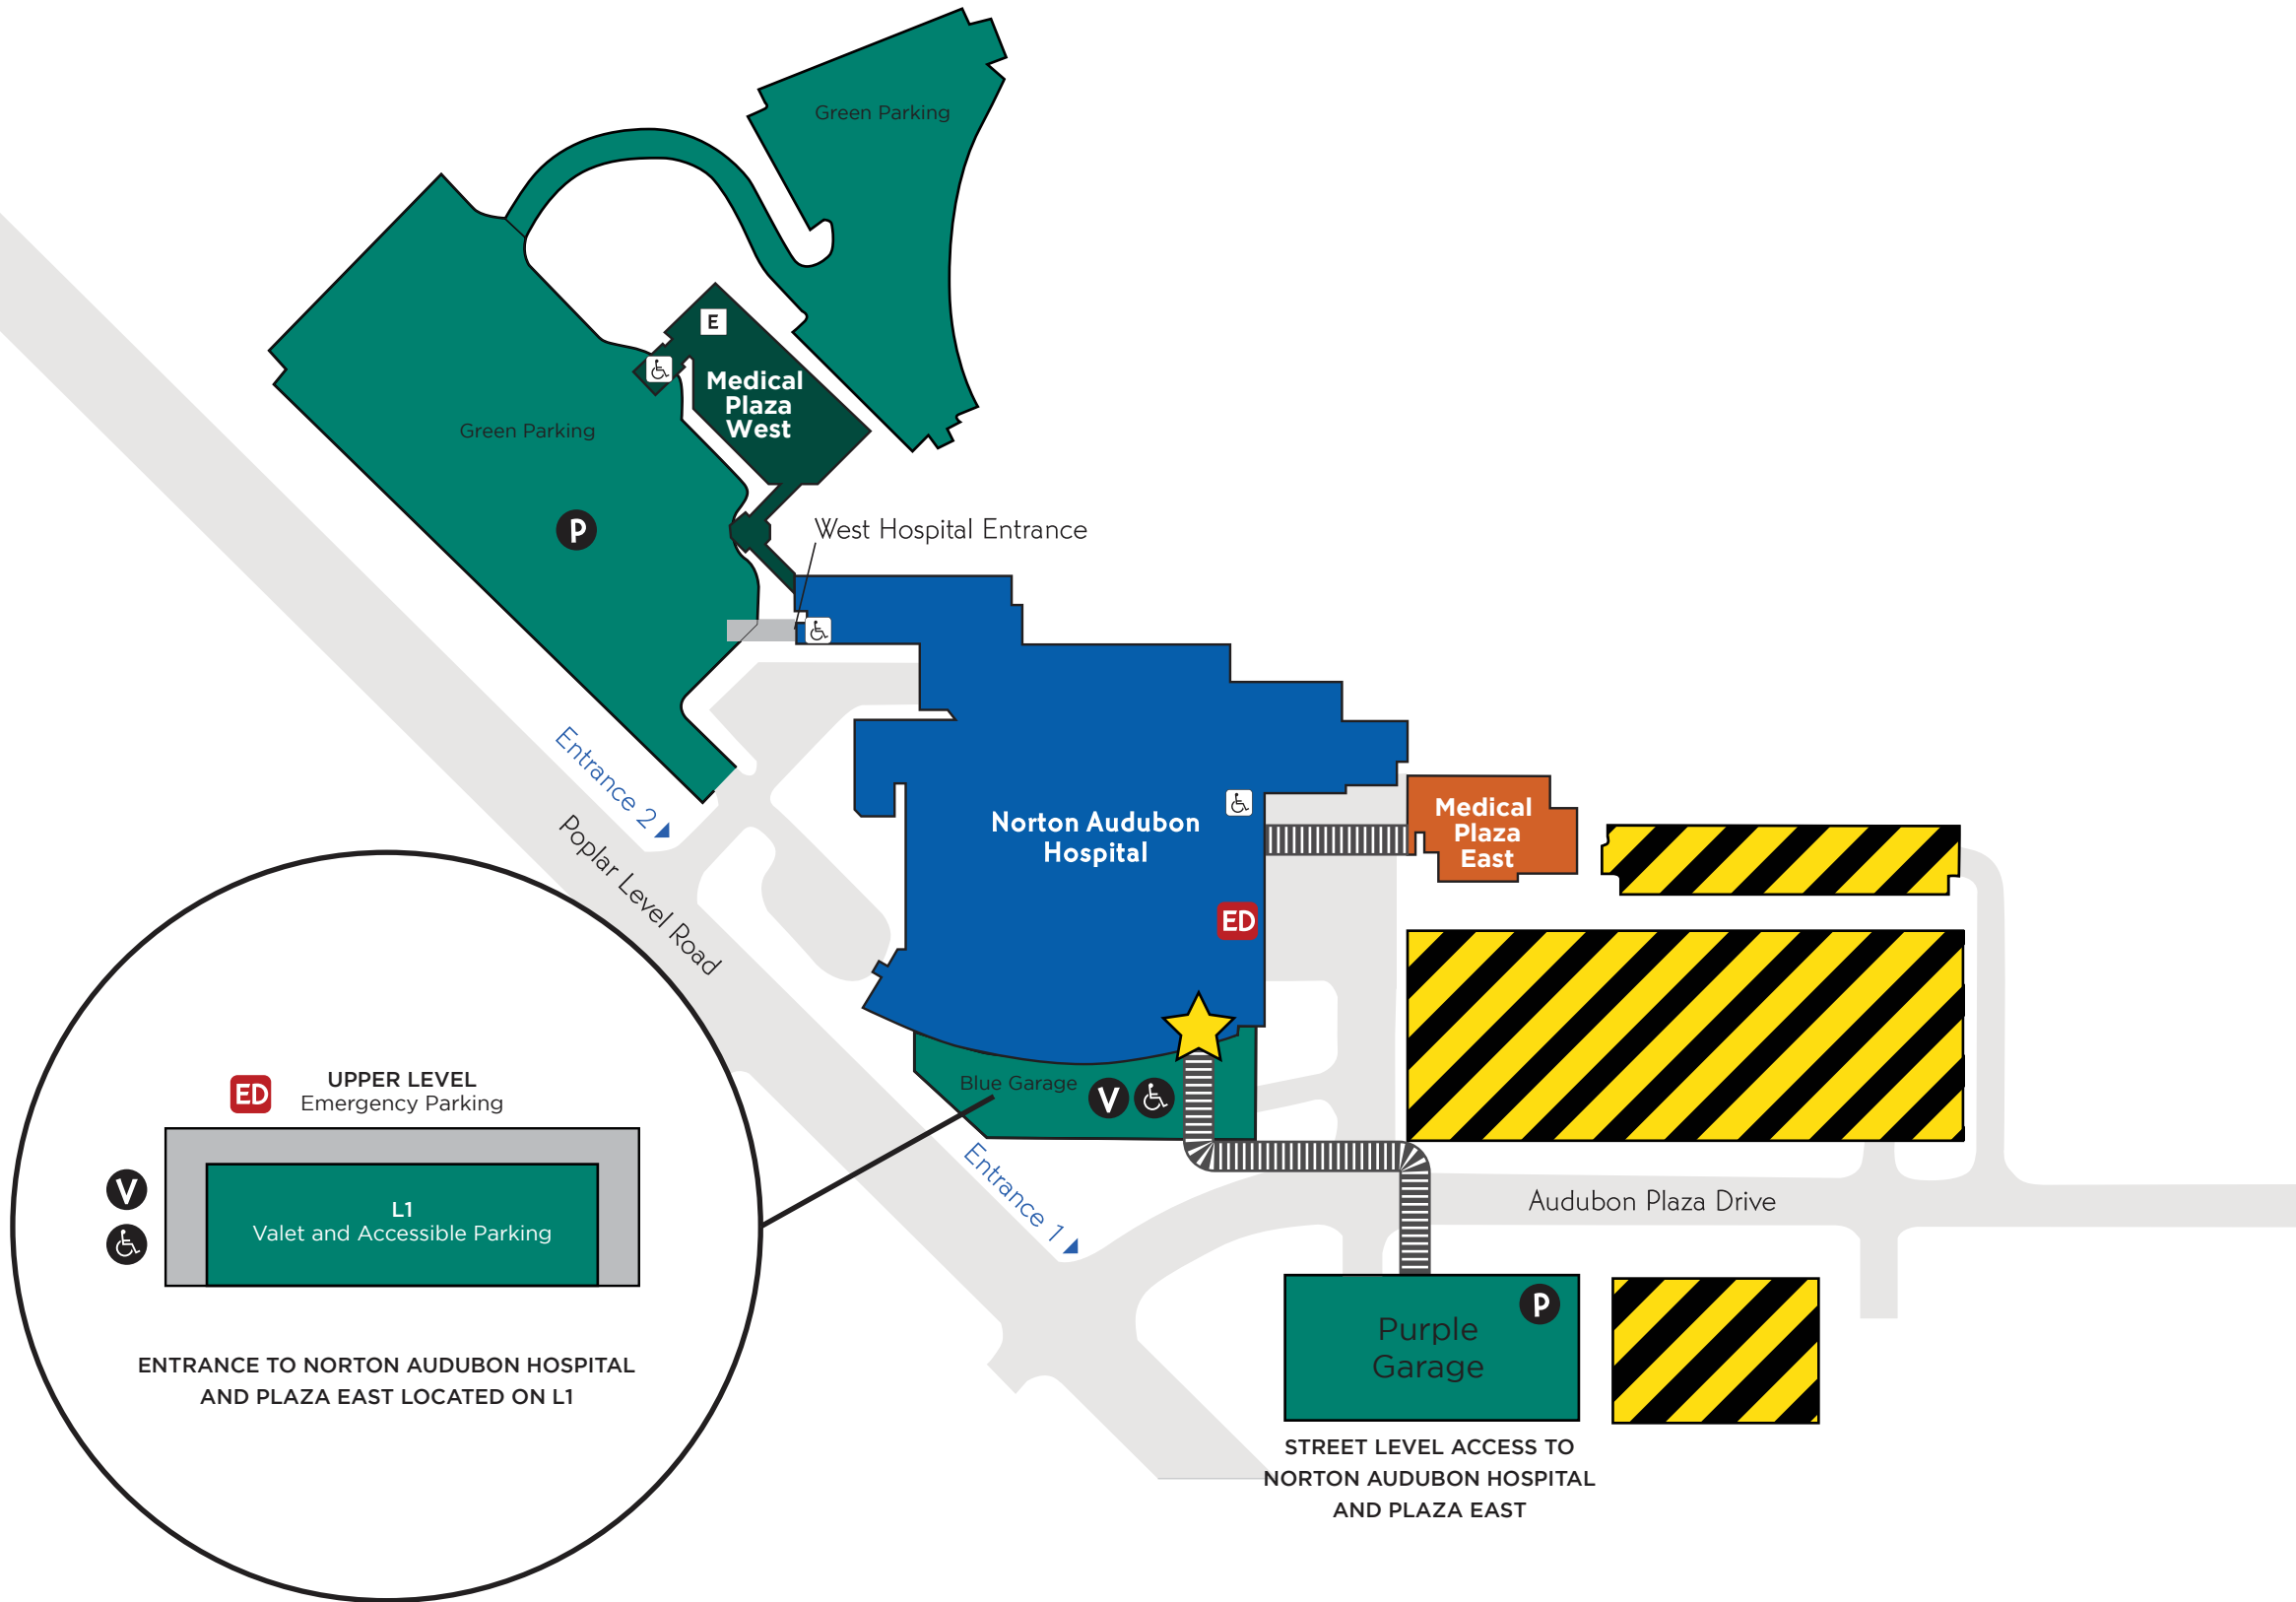 Green Parking
E
Medical
Plaza
West
Green Parking
P
West Hospital Entrance
Entrance 2
Poplar Level Road
Norton Audubon
Hospital
Medical
Plaza
East
ED
Blue Garage
V
Entrance 1
Audubon Plaza Drive
ED
UPPER LEVEL
Emergency Parking
V
L1
Valet and Accessible Parking
ENTRANCE TO NORTON AUDUBON HOSPITAL
AND PLAZA EAST LOCATED ON L1
P
Purple
Garage
STREET LEVEL ACCESS TO
NORTON AUDUBON HOSPITAL
AND PLAZA EAST